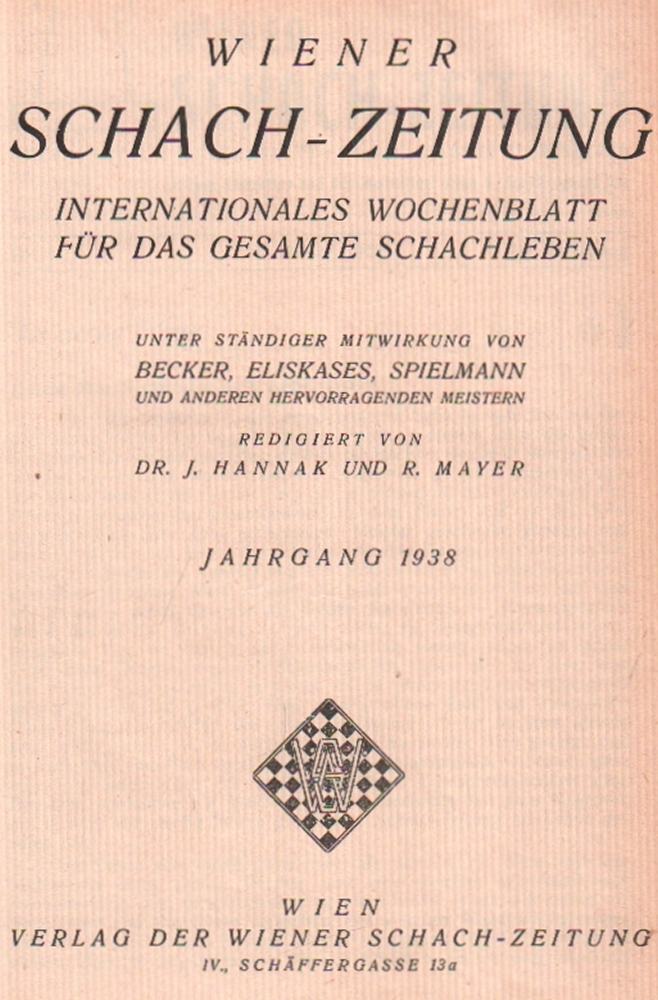 WIENER
SCHACH-ZEITUNG
INTERNATIONALES WOCHENBLATT
FÜR DAS GESAMTE SCHACHLEBEN
UNTER STÄNDIGER MITWIRKUNG VON
BECKER, ELISKASES, SPIELMANN
UND ANDEREN HERVORRAGENDEN MEISTERN
REDIGIERT VON
DR. J. HANNAK UND R. MAYER
JAHRGANG 1938
WIEN
VERLAG DER WIENER SCHACH-ZEITUNG
IV., SCHÄFFERGASSE 13a